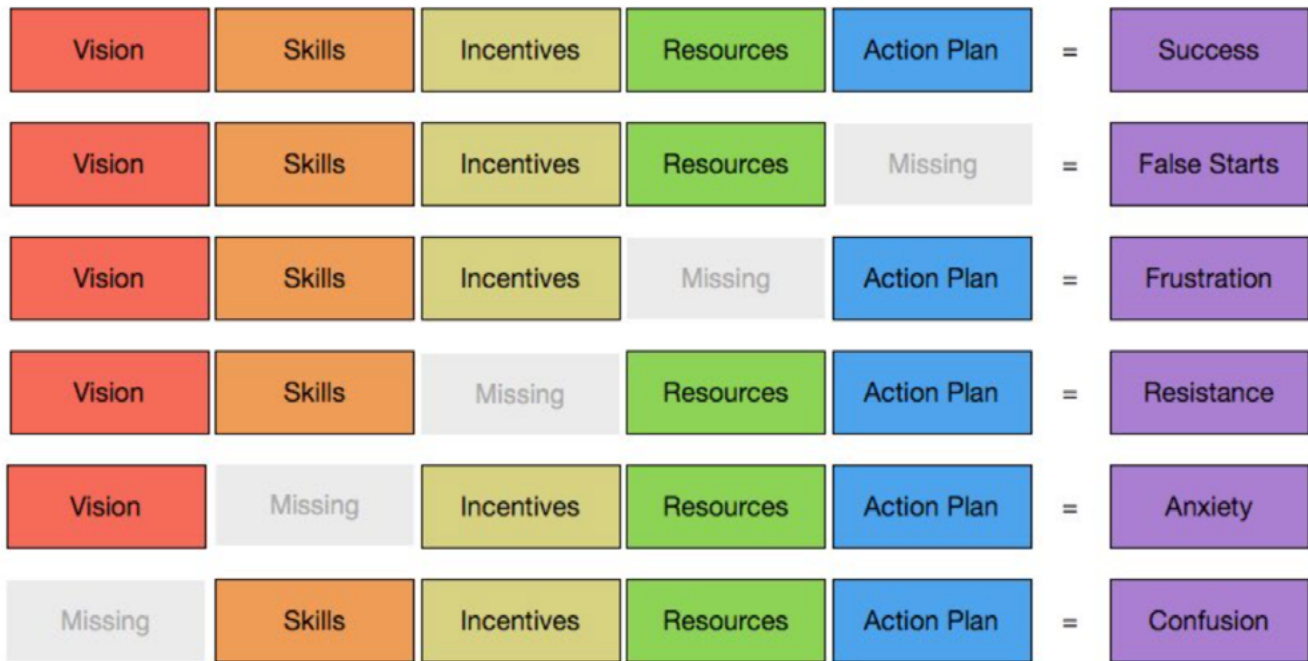 Vision Skills Incentives Resources Action Plan = Success
Vision Skills Incentives Resources Missing = False Starts
Vision Skills Incentives Missing Action Plan = Frustration
Vision Skills Missing Resources Action Plan = Resistance
Vision Missing Incentives Resources Action Plan = Anxiety
Missing Skills Incentives Resources Action Plan = Confusion